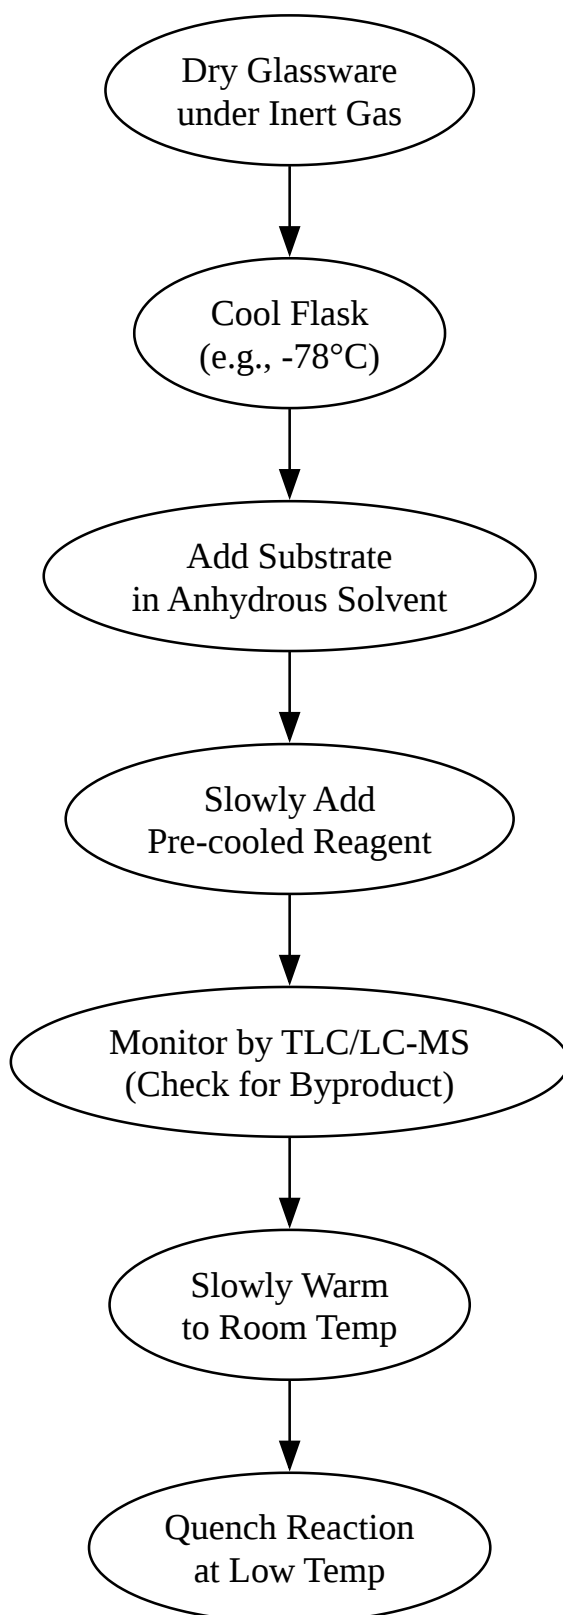 Dry Glassware
under Inert Gas
Cool Flask
(e.g., -78°C)
Add Substrate
in Anhydrous Solvent
Slowly Add
Pre-cooled Reagent
Monitor by TLC/LC-MS
(Check for Byproduct)
Slowly Warm
to Room Temp
Quench Reaction
at Low Temp